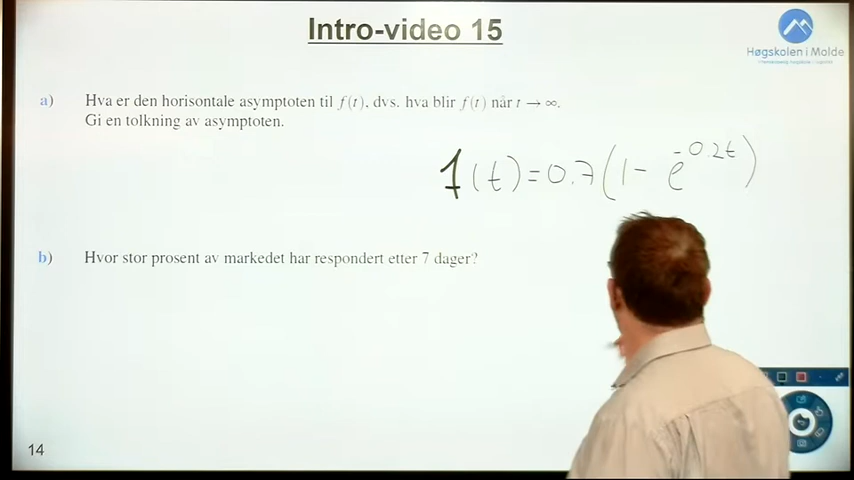 Intro-video 15
Høgskolen i Molde
a) Hva er den horisontale asymptoten til f(t), dvs. hva blir f(t) når t → ∞.
Gi en tolkning av asymptoten.
f(t)=0.7(1-e^-0.2t)
b) Hvor stor prosent av markedet har respondert etter 7 dager?
14